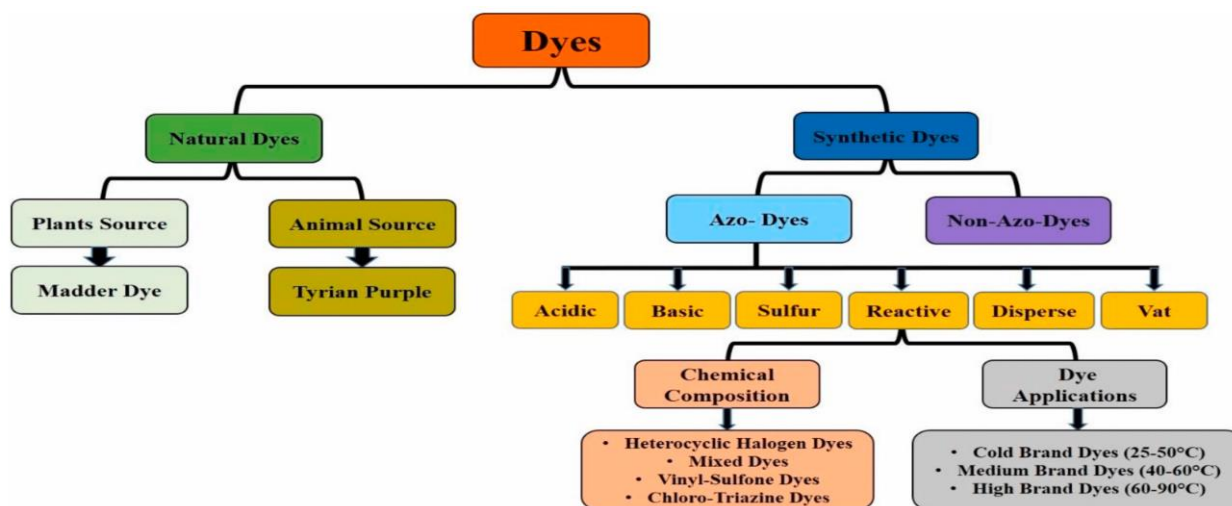 Dyes
Natural Dyes
Synthetic Dyes
Plants Source
Animal Source
Azo- Dyes
Non-Azo-Dyes
Madder Dye
Tyrian Purple
Acidic
Basic
Sulfur
Reactive
Disperse
Vat
Chemical
Composition
Dye
Applications
• Heterocyclic Halogen Dyes
• Mixed Dyes
• Vinyl-Sulfone Dyes
• Chloro-Triazine Dyes
• Cold Brand Dyes (25-50°C)
• Medium Brand Dyes (40-60°C)
• High Brand Dyes (60-90°C)